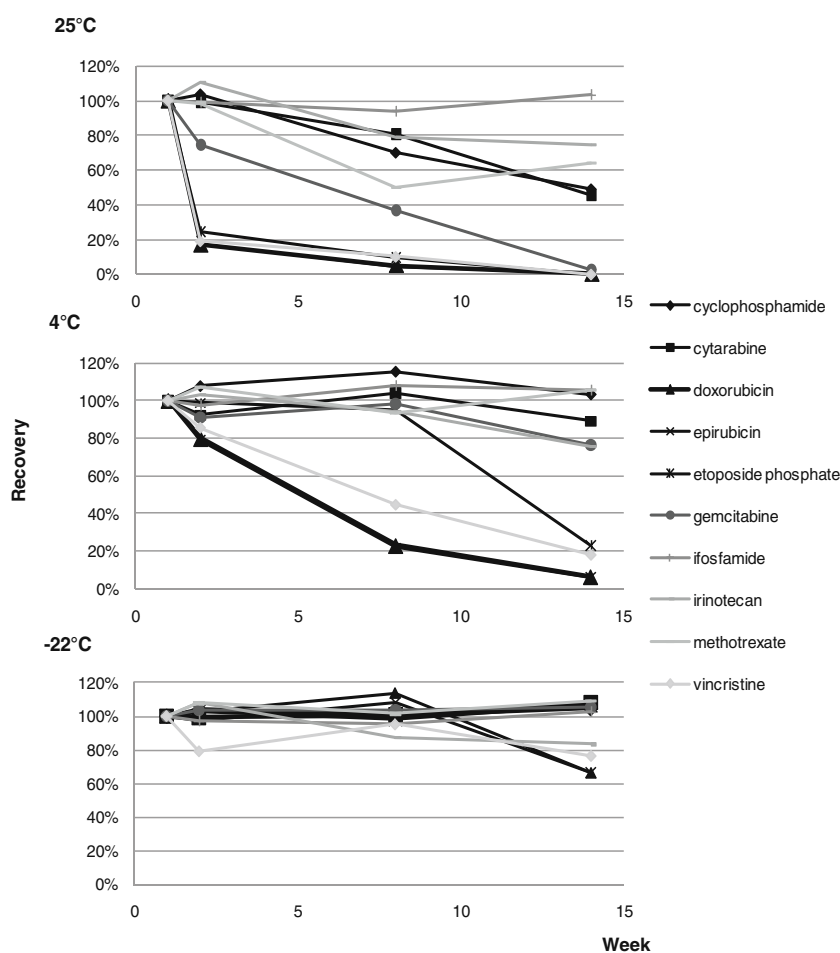 25°C
120%
100%
80%
60%
40%
20%
0%
0 5 10 15
4°C
120%
100%
80%
60%
40%
20%
0%
0 5 10 15
-22°C
120%
100%
80%
60%
40%
20%
0%
0 5 10 15
Recovery
Week
cyclophosphamide
cytarabine
doxorubicin
epirubicin
etoposide phosphate
gemcitabine
ifosfamide
irinotecan
methotrexate
vincristine